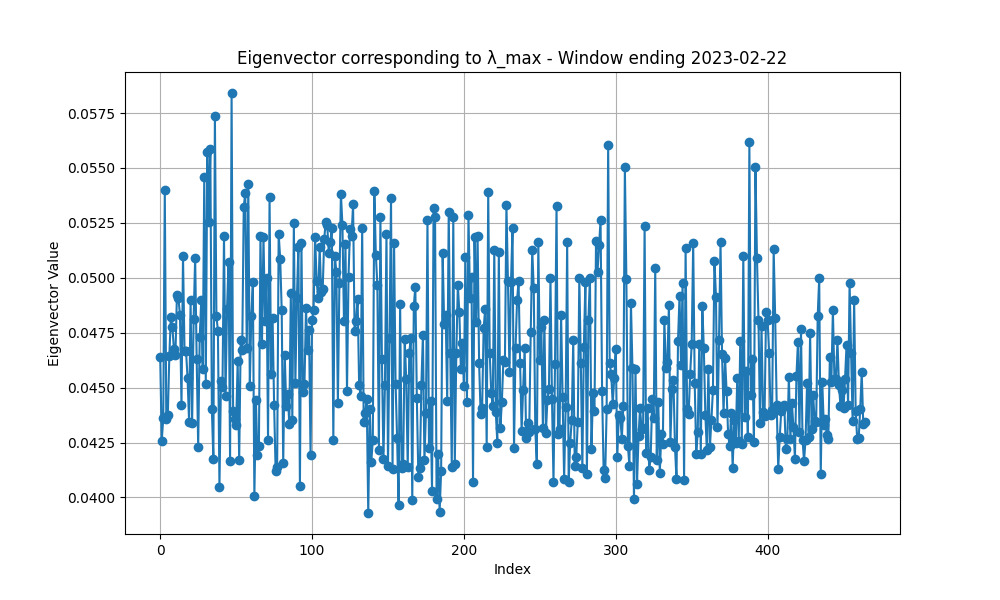 Eigenvector corresponding to λ_max - Window ending 2023-02-22
0.0575
0.0550
0.0525
0.0500
0.0475
0.0450
0.0425
0.0400
Eigenvector Value
0 100 200 300 400
Index